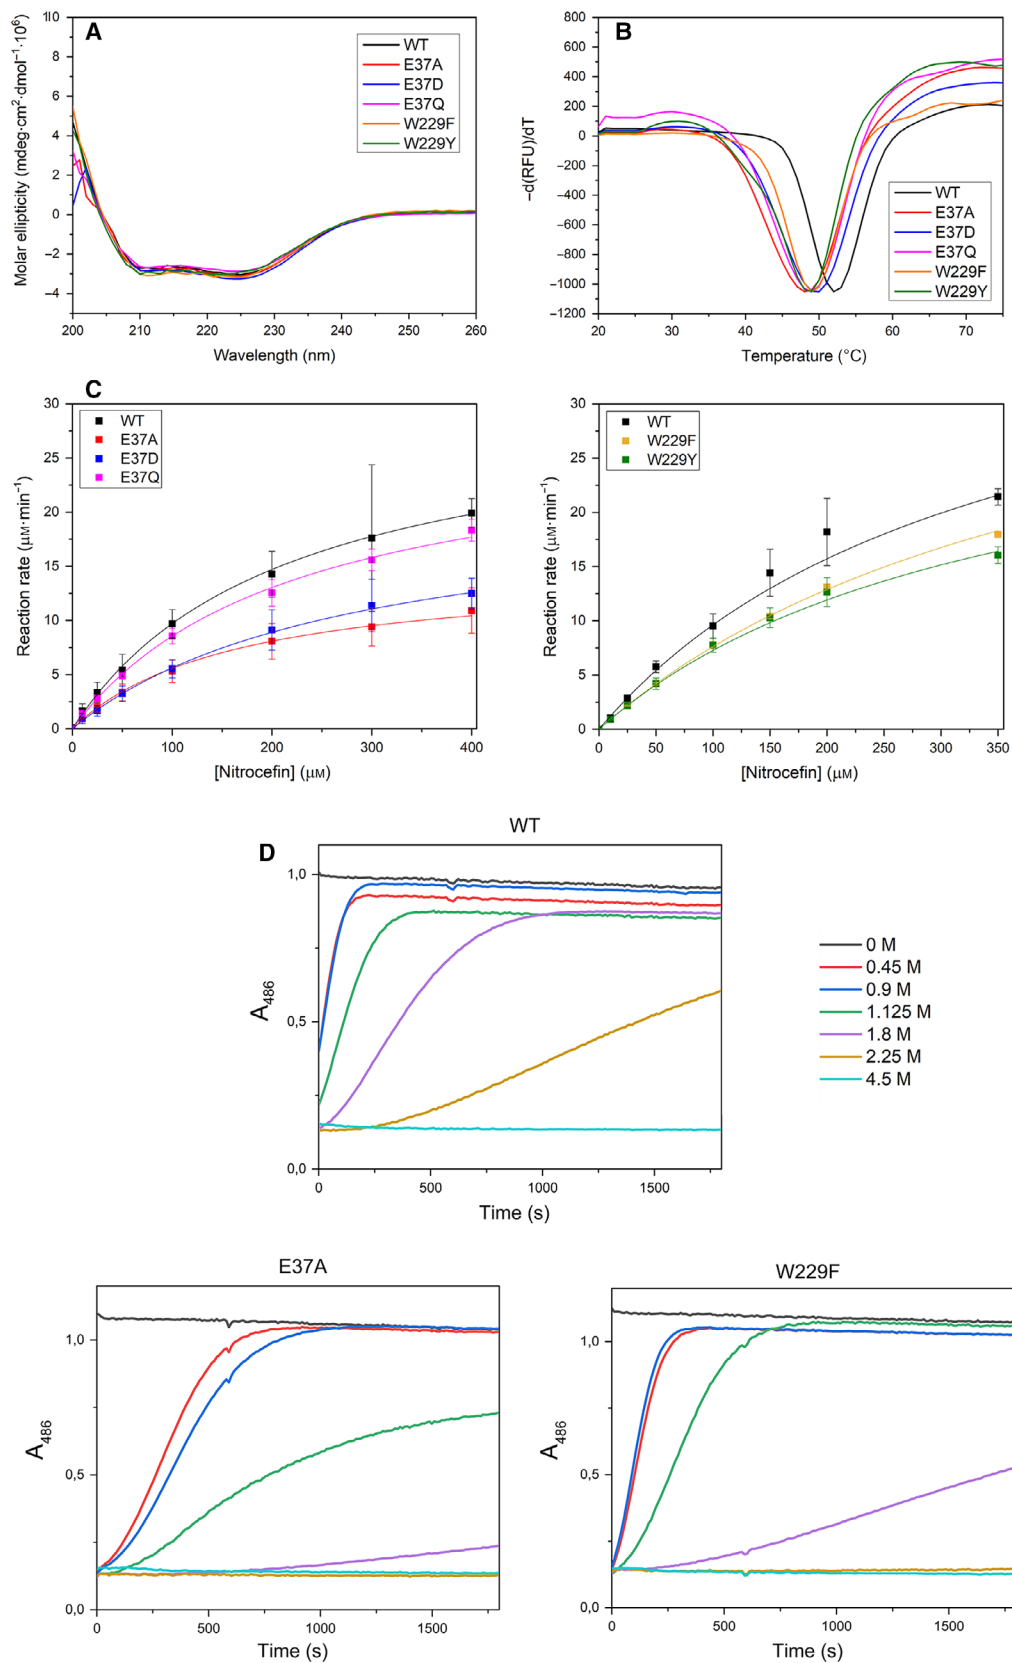 A
Molar ellipticity (mdeg·cm²·dmol⁻¹·10⁶)
10
8
6
4
2
0
−2
−4
200 210 220 230 240 250 260
Wavelength (nm)
WT
E37A
E37D
E37Q
W229F
W229Y
B
−d(RFU)/dT
800
600
400
200
0
−200
−400
−600
−800
−1000
−1200
20 30 40 50 60 70
Temperature (°C)
WT
E37A
E37D
E37Q
W229F
W229Y
C
Reaction rate (μM·min⁻¹)
30
25
20
15
10
5
0
0 100 200 300 400
[Nitrocefin] (μM)
WT
E37A
E37D
E37Q
Reaction rate (μM·min⁻¹)
30
25
20
15
10
5
0
0 50 100 150 200 250 300 350
[Nitrocefin] (μM)
WT
W229F
W229Y
D
WT
A486
1,0
0,5
0,0
0 500 1000 1500
Time (s)
0 M
0.45 M
0.9 M
1.125 M
1.8 M
2.25 M
4.5 M
E37A
A486
1,0
0,5
0,0
0 500 1000 1500
Time (s)
W229F
A486
1,0
0,5
0,0
0 500 1000 1500
Time (s)